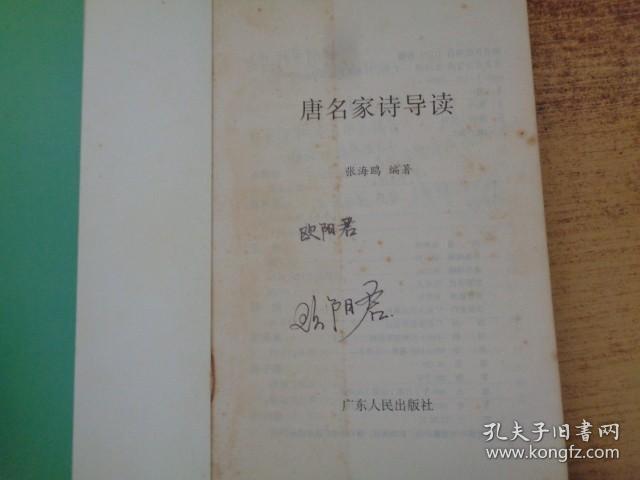 唐名家诗导读
张海鸥 编著
欧阳君
欧阳君
广东人民出版社
孔夫子旧书网
www.kongfz.com